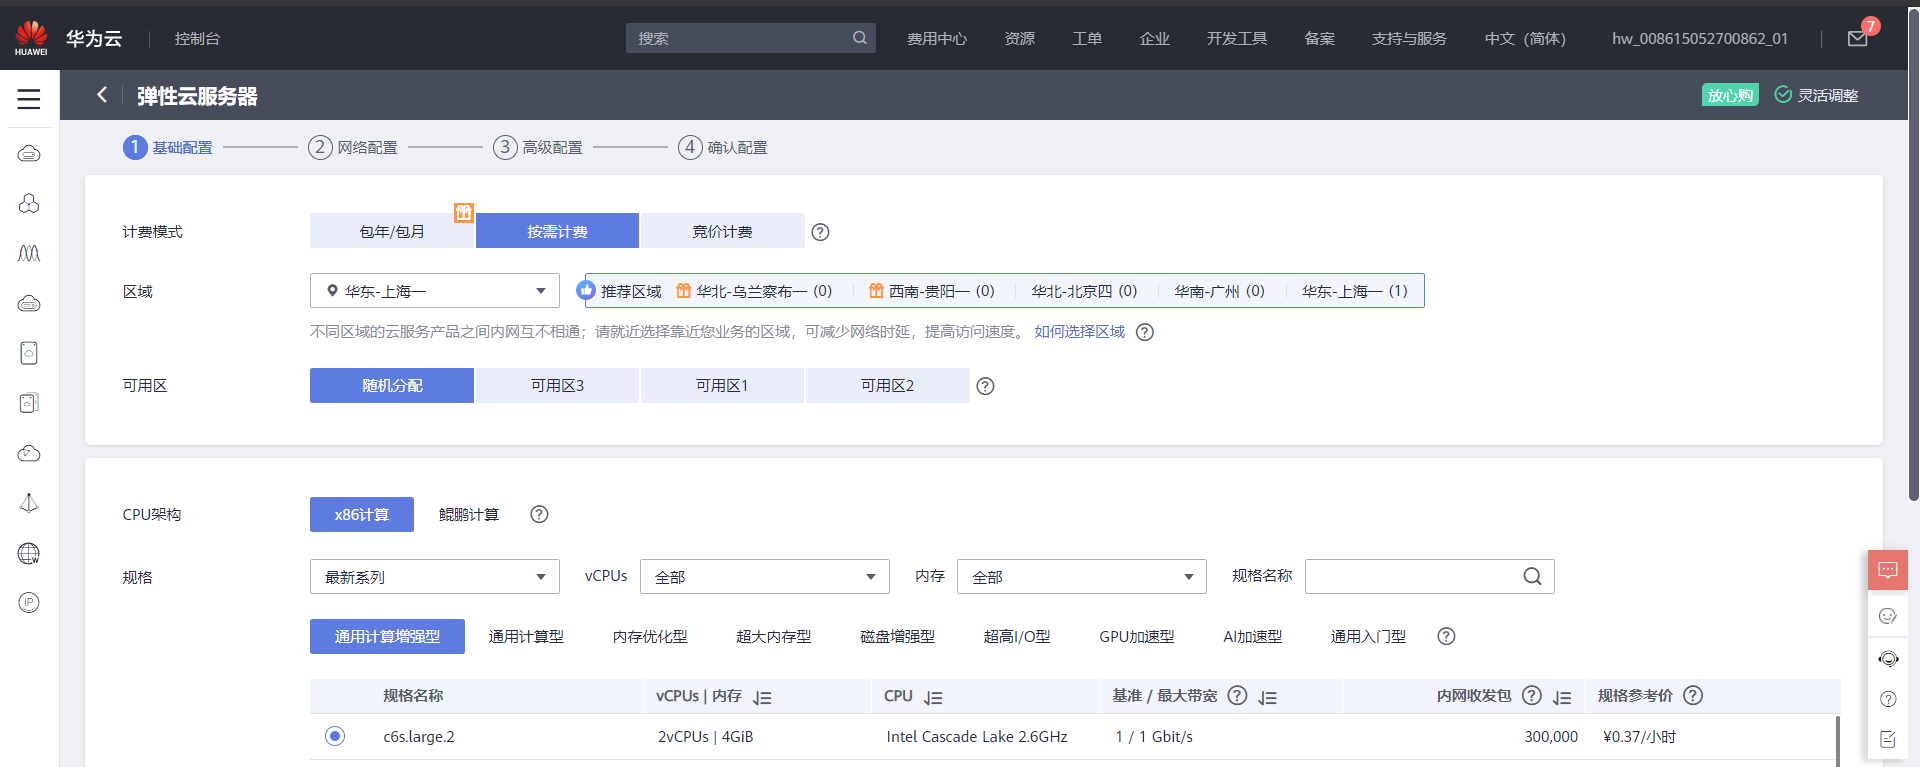 HUAWEI 华为云 控制台 搜索 费用中心 资源 工单 企业 开发工具 备案 支持与服务 中文（简体） hw_008615052700862_01 7
弹性云服务器 放心购 灵活调整
1 基础配置 2 网络配置 3 高级配置 4 确认配置
计费模式 包年/包月 按需计费 竞价计费
区域 华东-上海一 推荐区域 华北-乌兰察布一 (0) 西南-贵阳一 (0) 华北-北京四 (0) 华南-广州 (0) 华东-上海一 (1)
不同区域的云服务产品之间内网互不相通；请就近选择靠近您业务的区域，可减少网络时延，提高访问速度。 如何选择区域
可用区 随机分配 可用区3 可用区1 可用区2
CPU架构 x86计算 鲲鹏计算
规格 最新系列 vCPUs 全部 内存 全部 规格名称
通用计算增强型 通用计算型 内存优化型 超大内存型 磁盘增强型 超高I/O型 GPU加速型 AI加速型 通用入门型
规格名称 vCPUs | 内存 CPU 基准 / 最大带宽 内网收发包 规格参考价
c6s.large.2 2vCPUs | 4GiB Intel Cascade Lake 2.6GHz 1 / 1 Gbit/s 300,000 ¥0.37/小时
IP